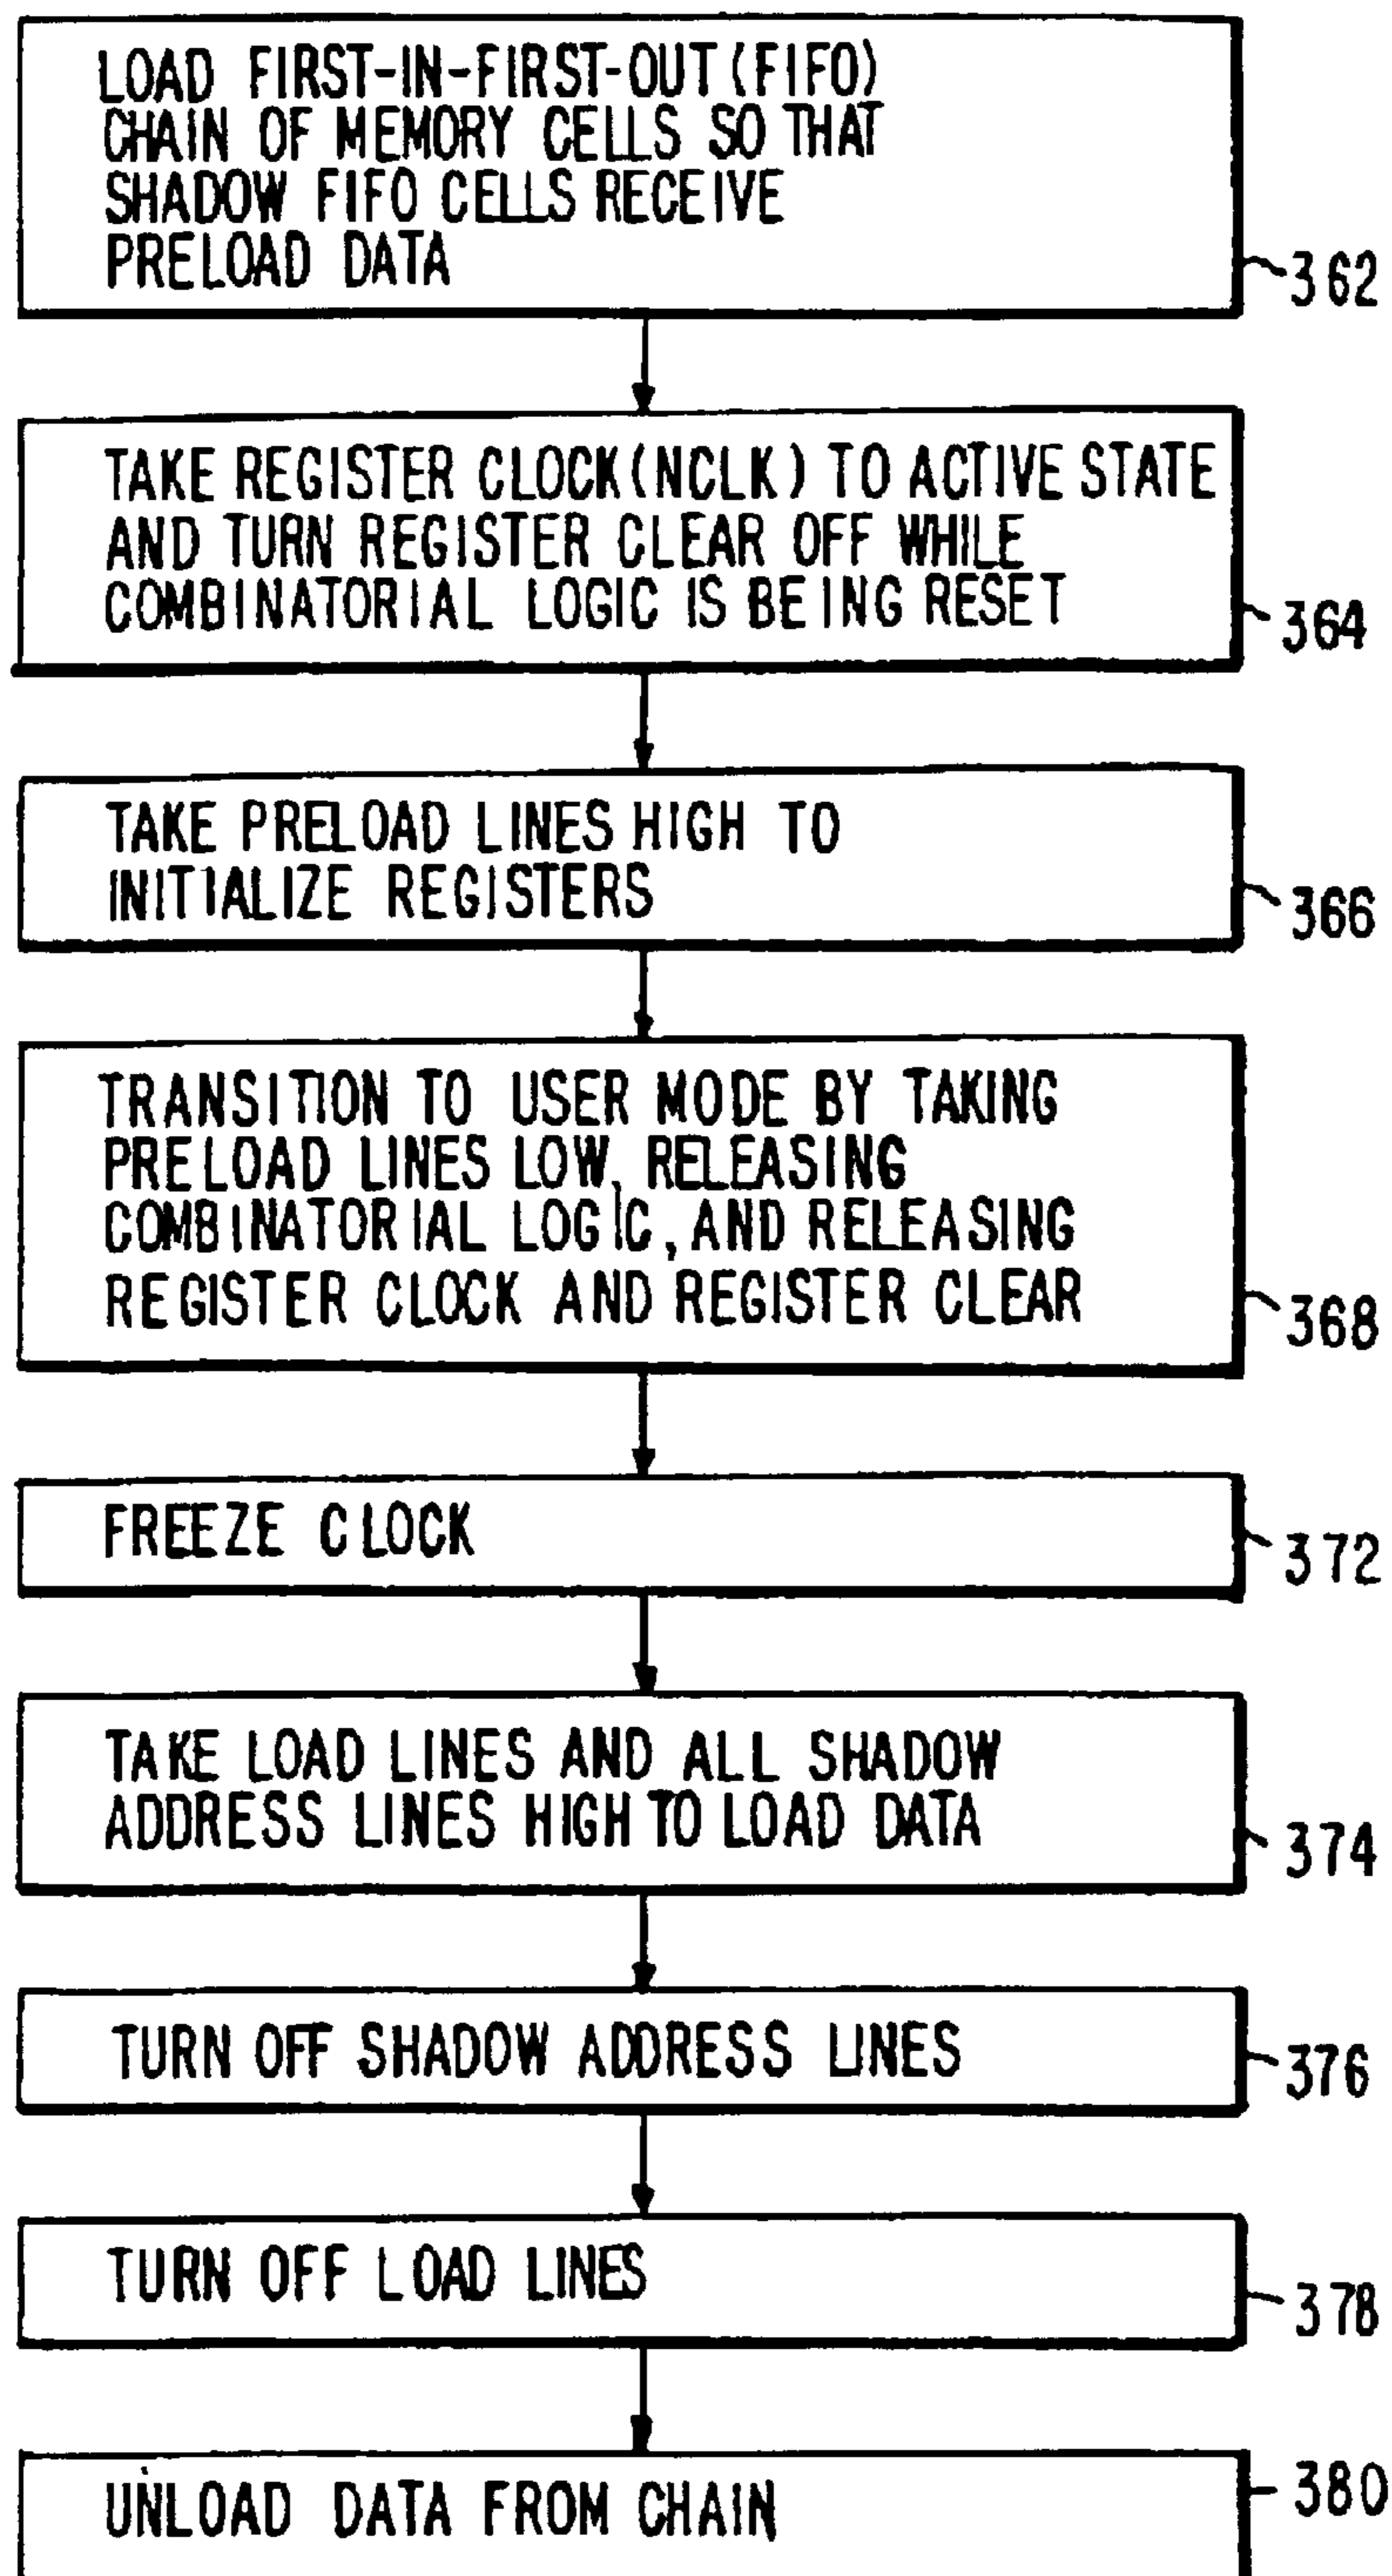 LOAD FIRST-IN-FIRST-OUT (FIFO)
CHAIN OF MEMORY CELLS SO THAT
SHADOW FIFO CELLS RECEIVE
PRELOAD DATA
362
TAKE REGISTER CLOCK (NCLK) TO ACTIVE STATE
AND TURN REGISTER CLEAR OFF WHILE
COMBINATORIAL LOGIC IS BEING RESET
364
TAKE PRELOAD LINES HIGH TO
INITIALIZE REGISTERS
366
TRANSITION TO USER MODE BY TAKING
PRELOAD LINES LOW, RELEASING
COMBINATORIAL LOGIC, AND RELEASING
REGISTER CLOCK AND REGISTER CLEAR
368
FREEZE CLOCK
372
TAKE LOAD LINES AND ALL SHADOW
ADDRESS LINES HIGH TO LOAD DATA
374
TURN OFF SHADOW ADDRESS LINES
376
TURN OFF LOAD LINES
378
UNLOAD DATA FROM CHAIN
380